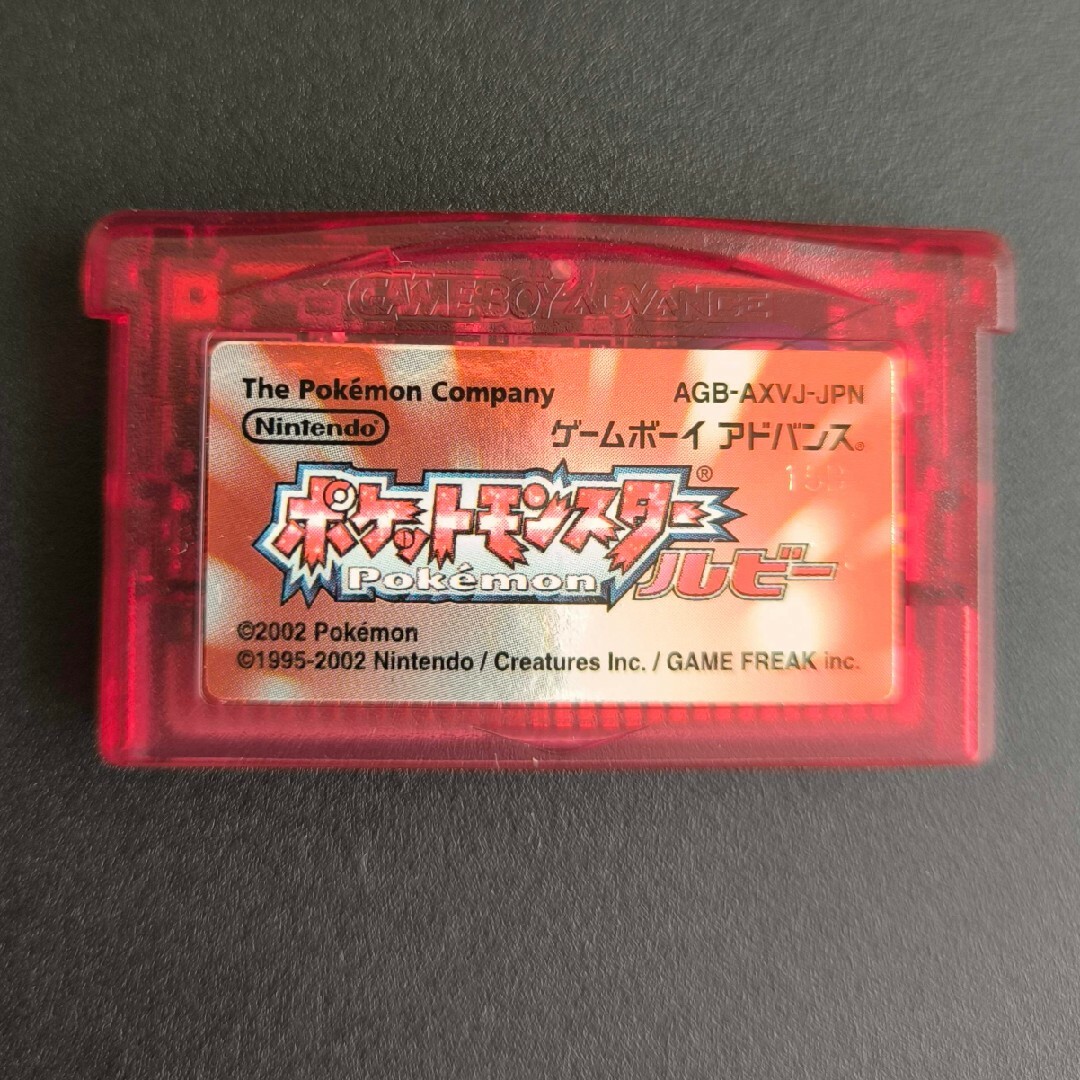 GAME BOY ADVANCE
The Pokémon Company AGB-AXVJ-JPN
Nintendo® ゲームボーイ アドバンス®
ポケットモンスター®
Pokémon ルビー
©2002 Pokémon
©1995-2002 Nintendo / Creatures Inc. / GAME FREAK inc.